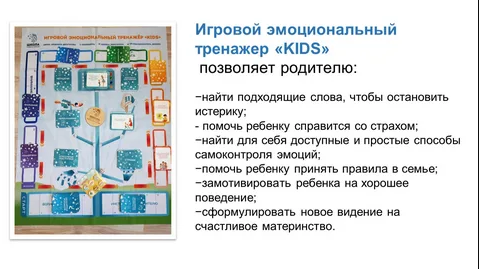 ИГРОВОЙ ЭМОЦИОНАЛЬНЫЙ ТРЕНАЖЕР «KIDS»
СТАРТ
Игровой эмоциональный
тренажер «KIDS»
позволяет родителю:
−найти подходящие слова, чтобы остановить
истерику;
- помочь ребенку справится со страхом;
−найти для себя доступные и простые способы
самоконтроля эмоций;
−помочь ребенку принять правила в семье;
−замотивировать ребенка на хорошее
поведение;
−сформулировать новое видение на
счастливое материнство.